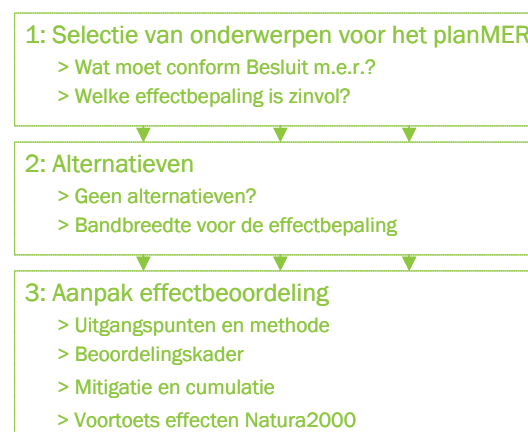 1: Selectie van onderwerpen voor het planMER
> Wat moet conform Besluit m.e.r.?
> Welke effectbepaling is zinvol?
2: Alternatieven
> Geen alternatieven?
> Bandbreedte voor de effectbepaling
3: Aanpak effectbeoordeling
> Uitgangspunten en methode
> Beoordelingskader
> Mitigatie en cumulatie
> Voortoets effecten Natura2000